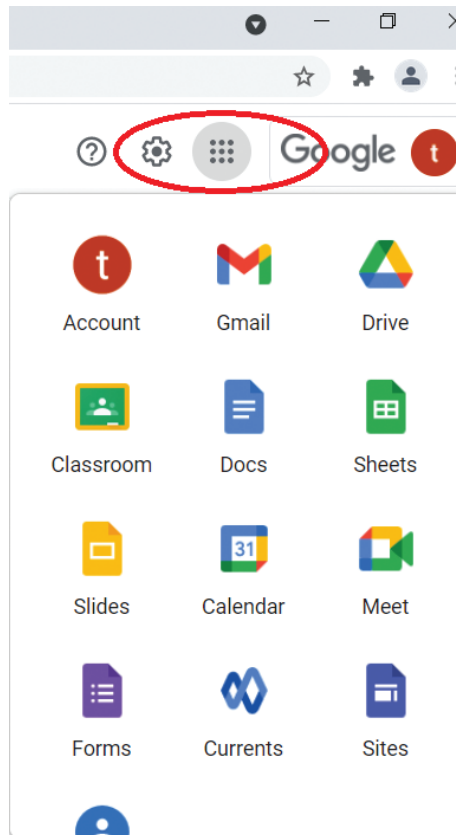 Google t
t
Account Gmail Drive
Classroom Docs Sheets
31
Slides Calendar Meet
Forms Currents Sites